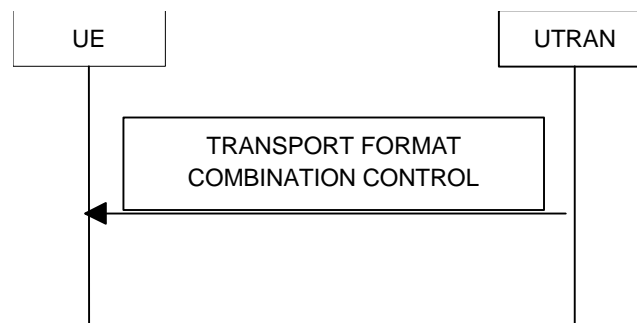 UE
UTRAN
TRANSPORT FORMAT
COMBINATION CONTROL